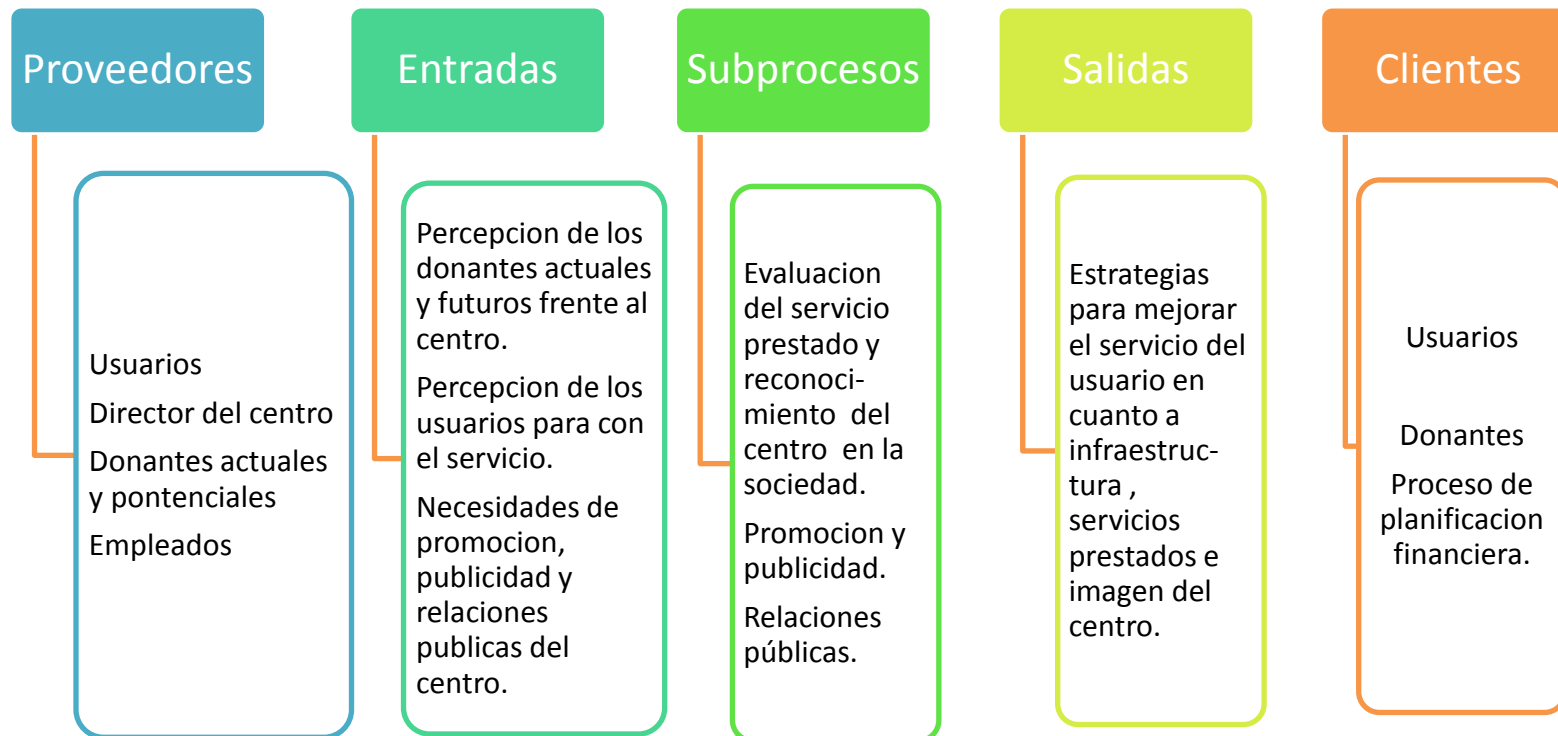 Proveedores
Usuarios
Director del centro
Donantes actuales
y pontenciales
Empleados
Entradas
Percepcion de los
donantes actuales
y futuros frente al
centro.
Percepcion de los
usuarios para con
el servicio.
Necesidades de
promocion,
publicidad y
relaciones
publicas del
centro.
Subprocesos
Evaluacion
del servicio
prestado y
reconoci-
miento del
centro en la
sociedad.
Promocion y
publicidad.
Relaciones
públicas.
Salidas
Estrategias
para mejorar
el servicio del
usuario en
cuanto a
infraestruc-
tura ,
servicios
prestados e
imagen del
centro.
Clientes
Usuarios
Donantes
Proceso de
planificacion
financiera.